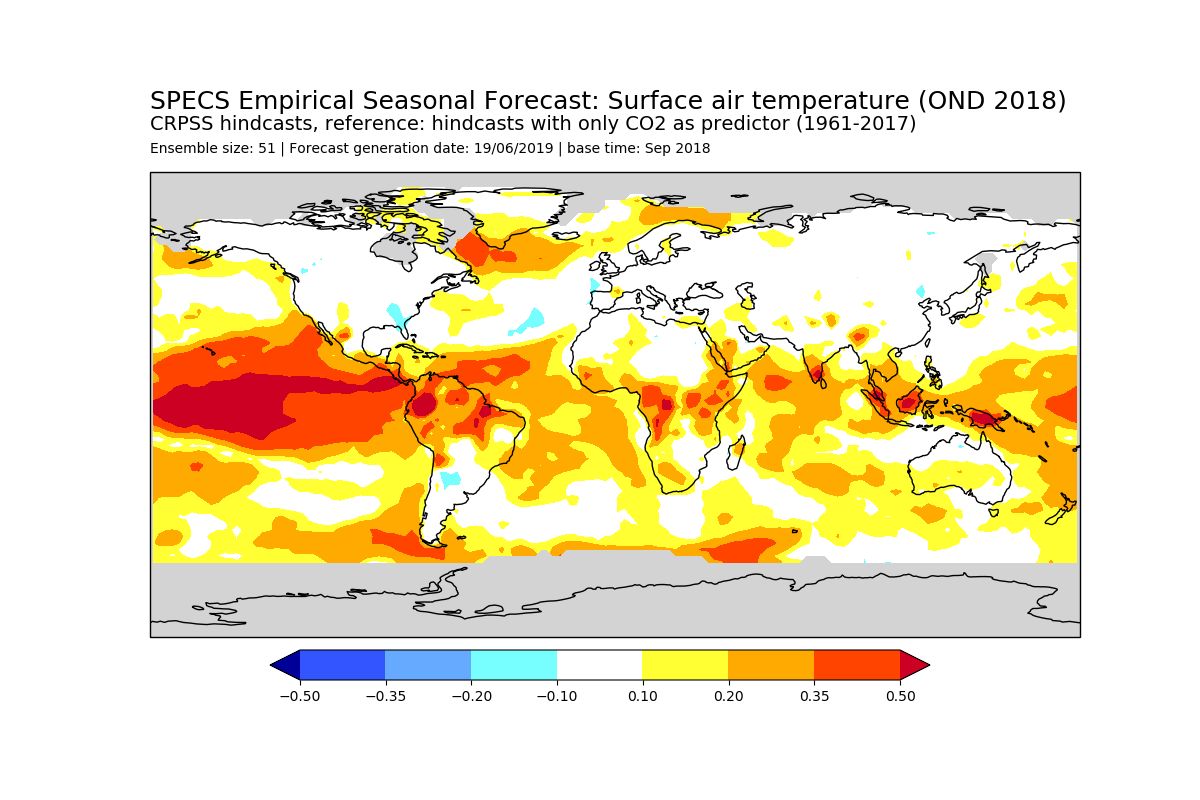 SPECS Empirical Seasonal Forecast: Surface air temperature (OND 2018)
CRPSS hindcasts, reference: hindcasts with only CO2 as predictor (1961-2017)
Ensemble size: 51 | Forecast generation date: 19/06/2019 | base time: Sep 2018
−0.50 −0.35 −0.20 −0.10 0.10 0.20 0.35 0.50